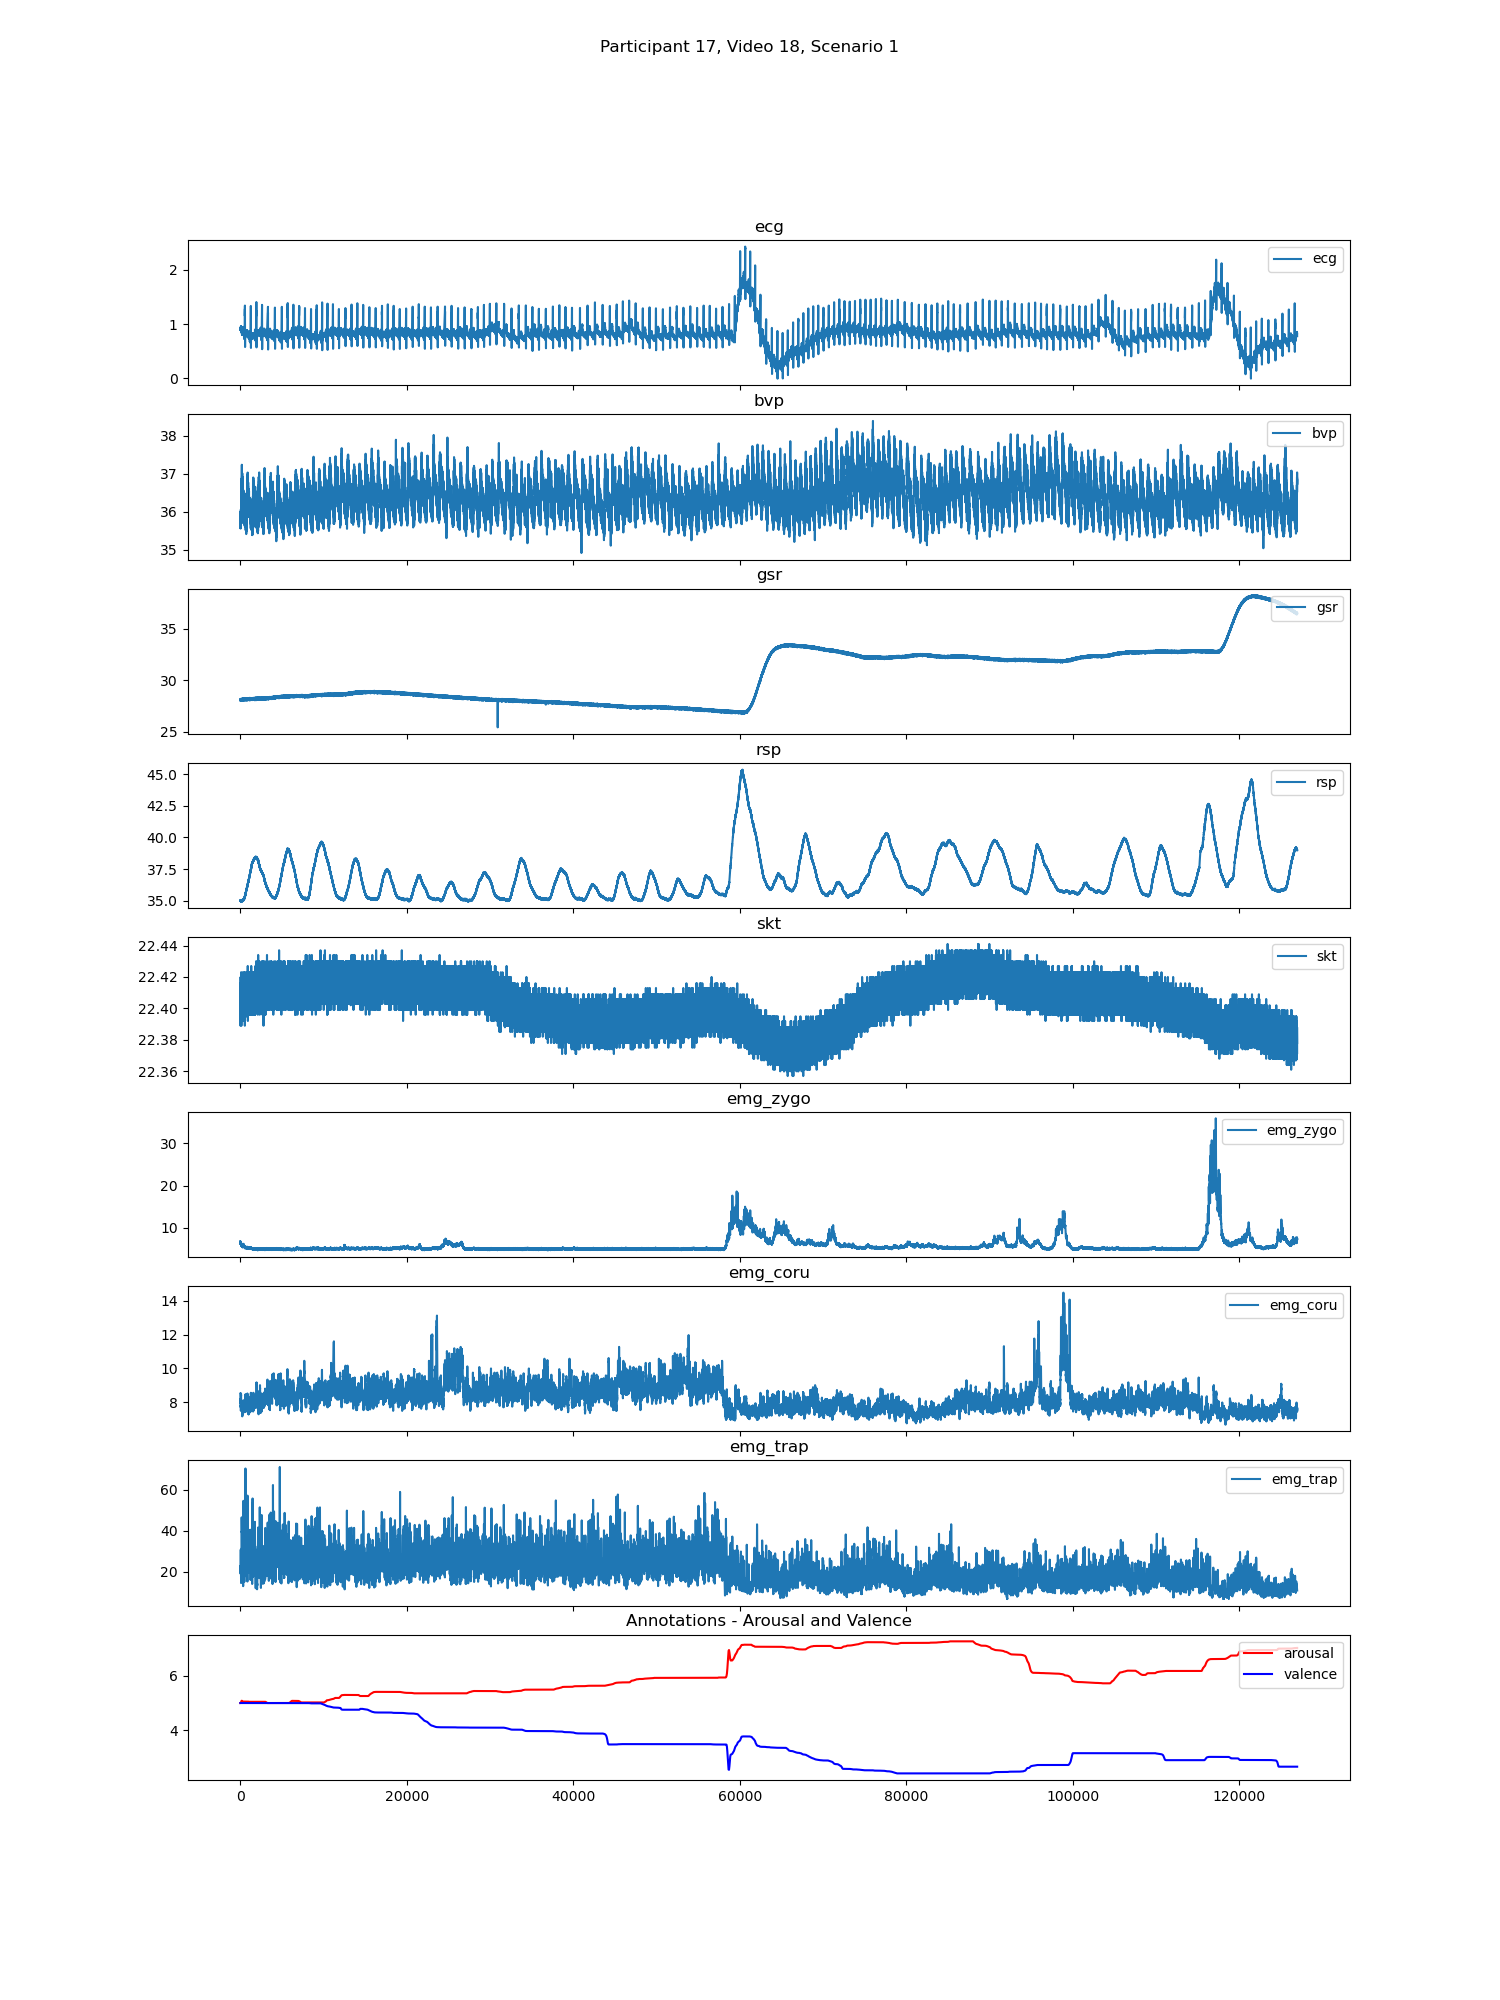 Participant 17, Video 18, Scenario 1
ecg
2
1
0
ecg
bvp
38
37
36
35
bvp
gsr
35
30
25
gsr
rsp
45.0
42.5
40.0
37.5
35.0
rsp
skt
22.44
22.42
22.40
22.38
22.36
skt
emg_zygo
30
20
10
emg_zygo
emg_coru
14
12
10
8
emg_coru
emg_trap
60
40
20
emg_trap
Annotations - Arousal and Valence
6
4
arousal
valence
0 20000 40000 60000 80000 100000 120000